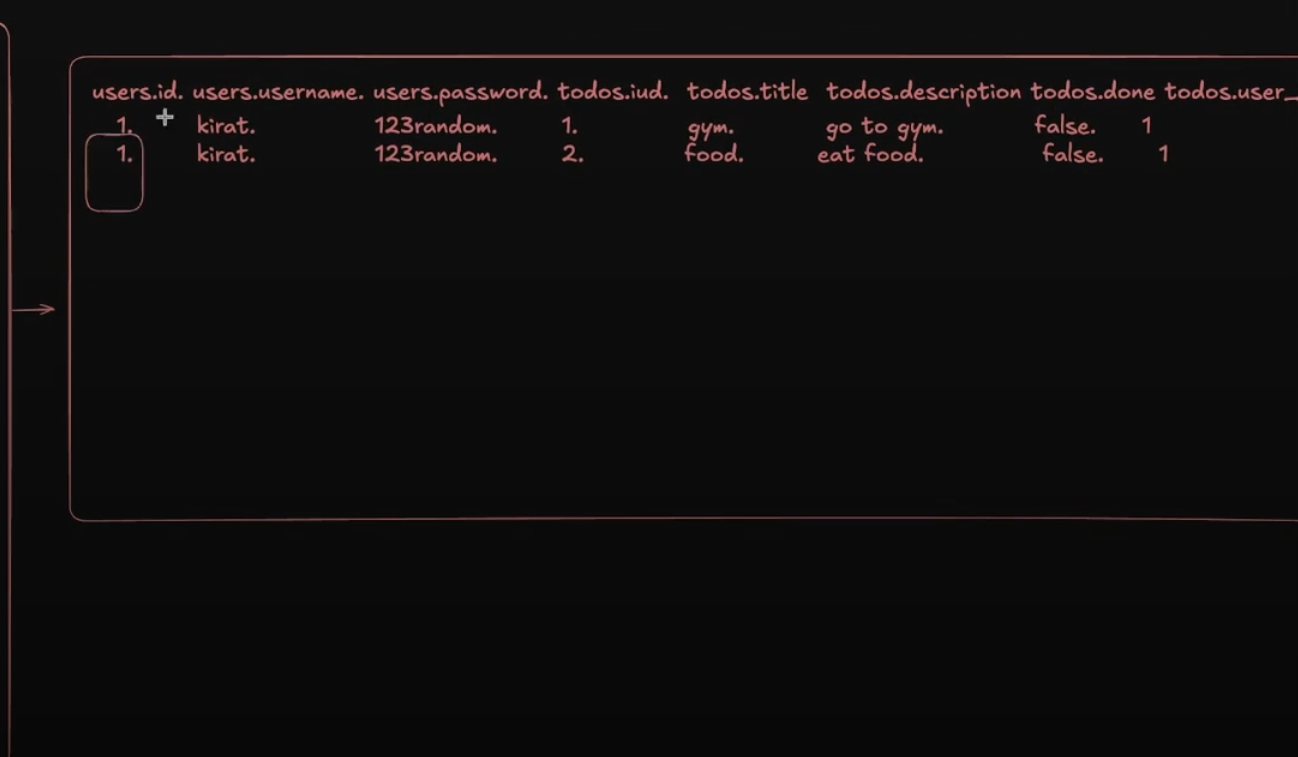 users.id. users.username. users.password. todos.iud. todos.title todos.description todos.done todos.user_
1. kirat. 123random. 1. gym. go to gym. false. 1
1. kirat. 123random. 2. food. eat food. false. 1